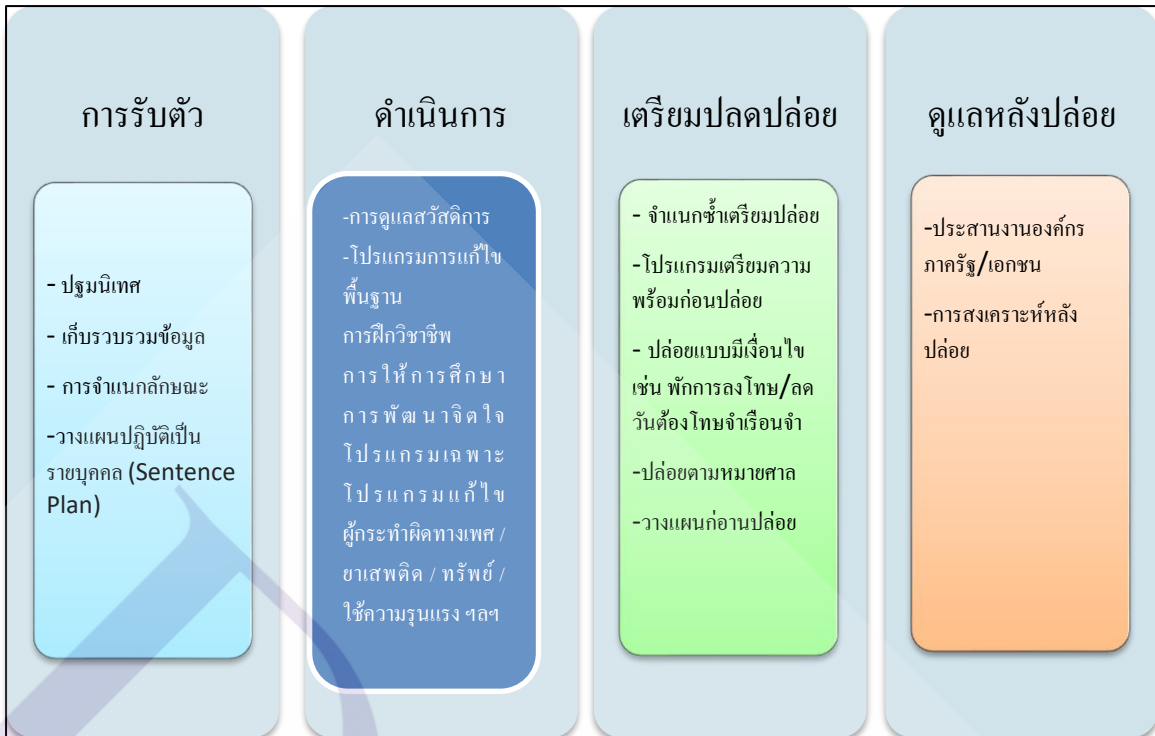 การรับตัว
- ปฐมนิเทศ
- เก็บรวบรวมข้อมูล
- การจำแนกลักษณะ
-วางแผนปฏิบัติเป็น
รายบุคคล (Sentence
Plan)
ดำเนินการ
-การดูแลสวัสดิการ
-โปรแกรมการแก้ไข
พื้นฐาน
การฝึกวิชาชีพ
การให้การศึกษา
การพัฒนาจิตใจ
โปรแกรมเฉพาะ
โปรแกรมแก้ไข
ผู้กระทำผิดทางเพศ /
ยาเสพติด / ทรัพย์ /
ใช้ความรุนแรง ฯลฯ
เตรียมปลดปล่อย
- จำแนกซ้ำเตรียมปล่อย
-โปรแกรมเตรียมความ
พร้อมก่อนปล่อย
- ปล่อยแบบมีเงื่อนไข
เช่น พักการลงโทษ/ลด
วันต้องโทษจำเรือนจำ
-ปล่อยตามหมายศาล
-วางแผนก่อานปล่อย
ดูแลหลังปล่อย
-ประสานงานองค์กร
ภาครัฐ/เอกชน
-การสงเคราะห์หลัง
ปล่อย